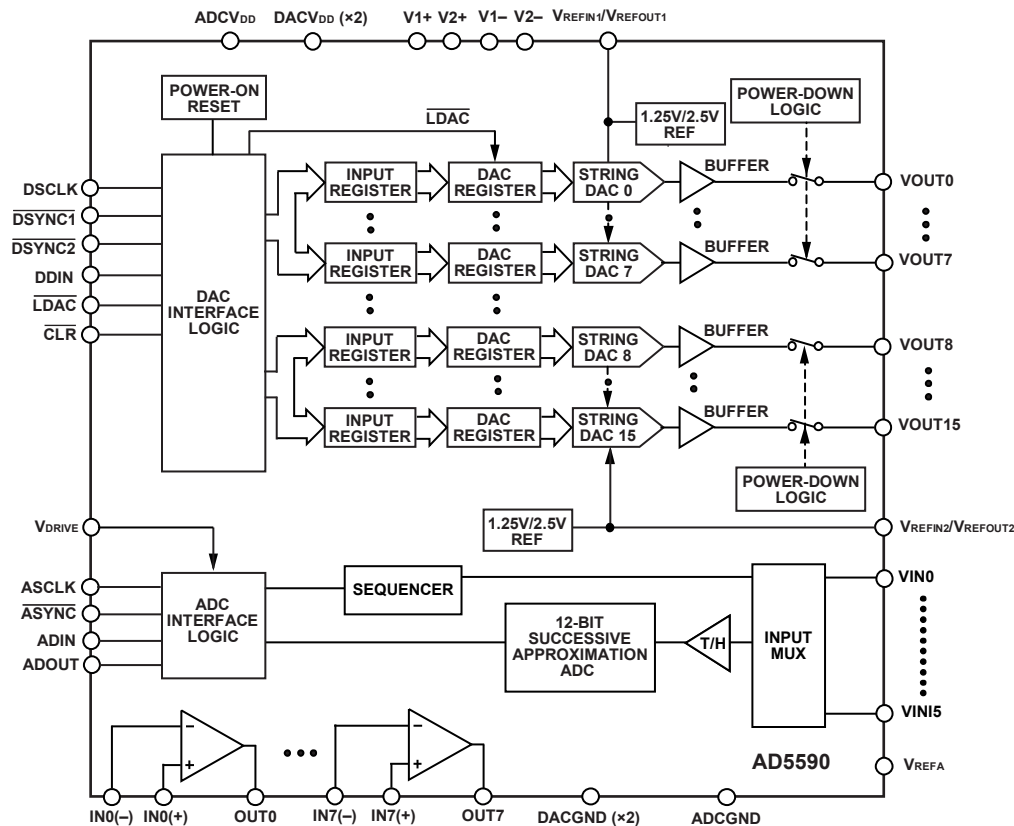 ADCVDD DACVDD (×2) V1+ V2+ V1– V2– VREFIN1/VREFOUT1
POWER-ON
RESET
LDAC
1.25V/2.5V
REF
POWER-DOWN
LOGIC
DSCLK
DSYNC1
DSYNC2
DDIN
LDAC
CLR
DAC
INTERFACE
LOGIC
INPUT
REGISTER
DAC
REGISTER
STRING
DAC 0
BUFFER
VOUT0
INPUT
REGISTER
DAC
REGISTER
STRING
DAC 7
BUFFER
VOUT7
INPUT
REGISTER
DAC
REGISTER
STRING
DAC 8
BUFFER
VOUT8
INPUT
REGISTER
DAC
REGISTER
STRING
DAC 15
BUFFER
VOUT15
POWER-DOWN
LOGIC
VDRIVE
1.25V/2.5V
REF
VREFIN2/VREFOUT2
ASCLK
ASYNC
ADIN
ADOUT
ADC
INTERFACE
LOGIC
SEQUENCER
12-BIT
SUCCESSIVE
APPROXIMATION
ADC
T/H
INPUT
MUX
VIN0
VINI5
– + – +
AD5590
VREFA
IN0(–) IN0(+) OUT0 IN7(–) IN7(+) OUT7 DACGND (×2) ADCGND